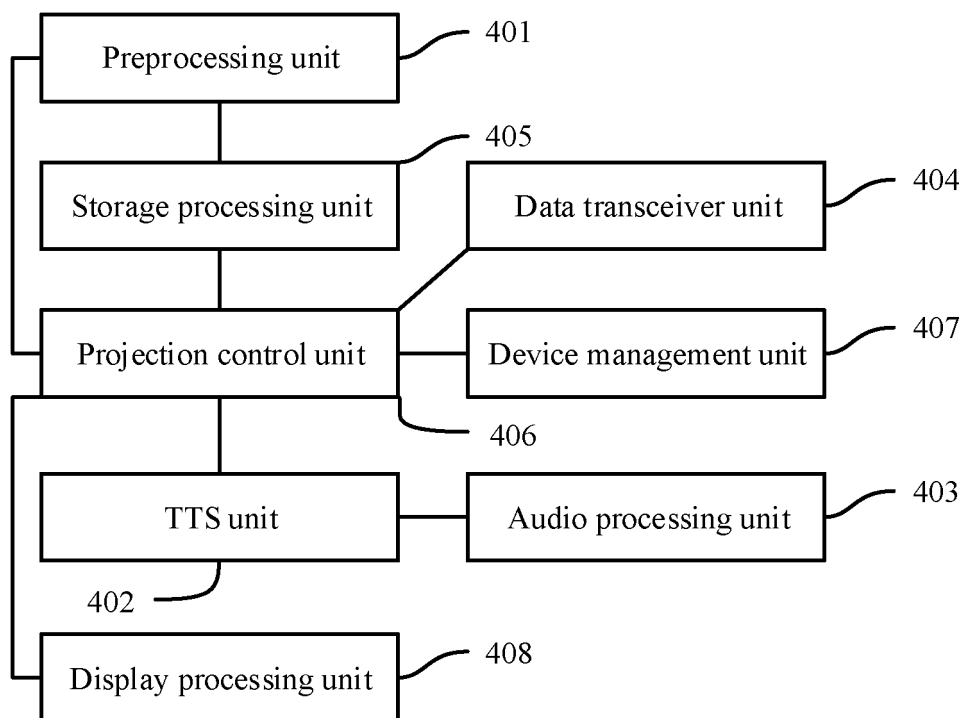 Preprocessing unit
401
405
Storage processing unit
Data transceiver unit
404
Projection control unit
Device management unit
407
406
TTS unit
Audio processing unit
403
402
Display processing unit
408